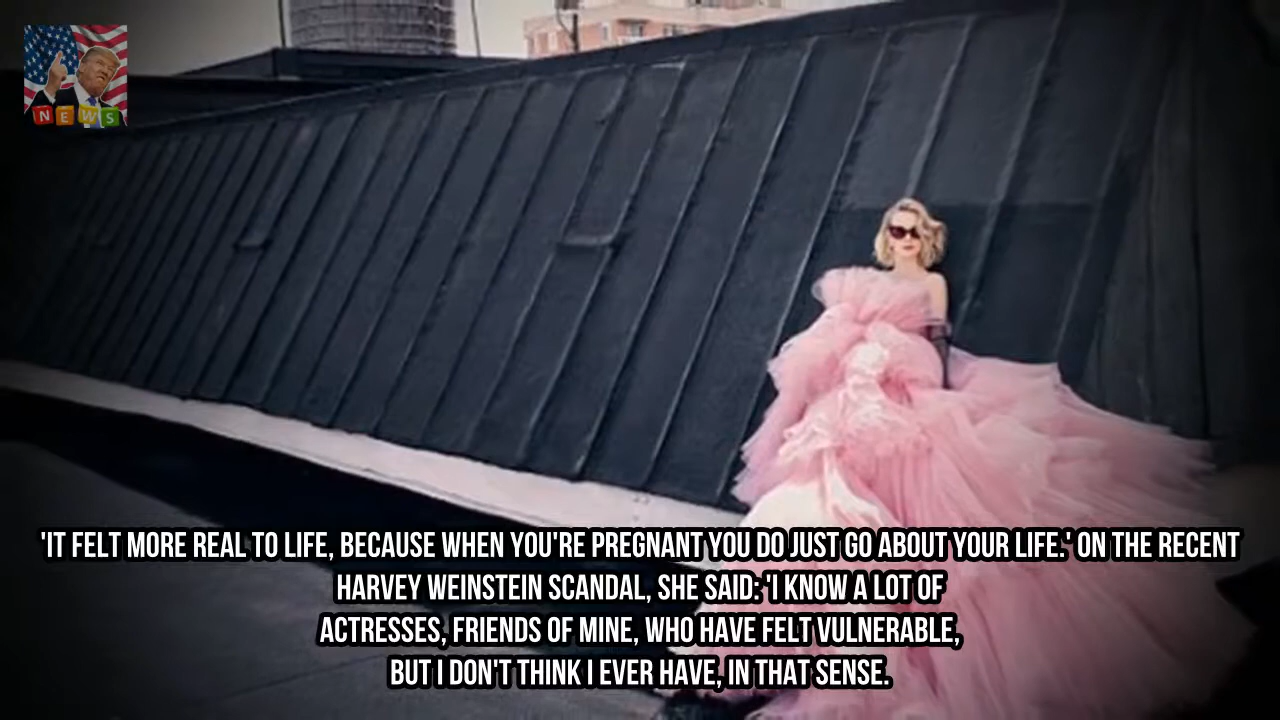 NEWS
'IT FELT MORE REAL TO LIFE, BECAUSE WHEN YOU'RE PREGNANT YOU DO JUST GO ABOUT YOUR LIFE.' ON THE RECENT
HARVEY WEINSTEIN SCANDAL, SHE SAID: 'I KNOW A LOT OF
ACTRESSES, FRIENDS OF MINE, WHO HAVE FELT VULNERABLE,
BUT I DON'T THINK I EVER HAVE, IN THAT SENSE.